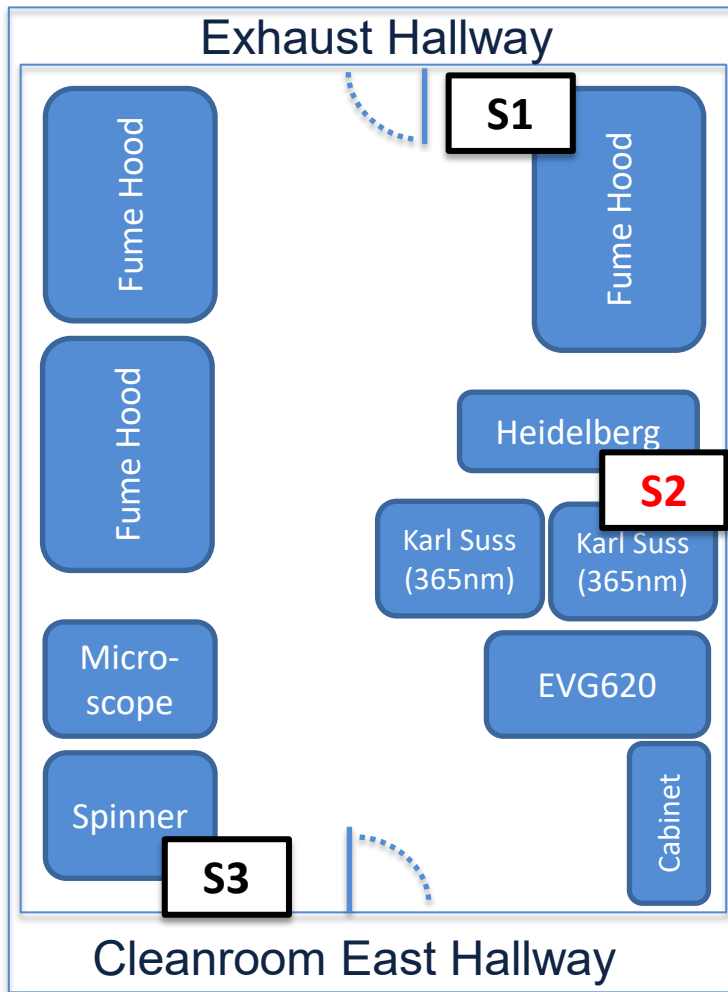 Exhaust Hallway
S1
Fume Hood
Fume Hood
Fume Hood
Heidelberg
S2
Karl Suss
(365nm)
Karl Suss
(365nm)
Micro-
scope
EVG620
Spinner
Cabinet
S3
Cleanroom East Hallway